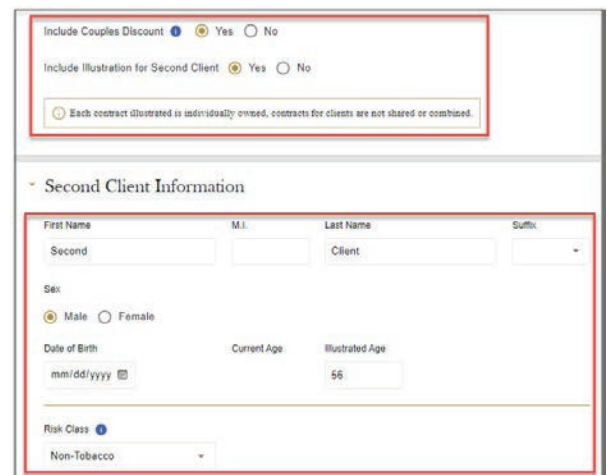 Include Couples Discount Yes No
Include Illustration for Second Client Yes No
Each contract illustrated is individually owned, contracts for clients are not shared or combined.
Second Client Information
First Name M.I. Last Name Suffix
Second Client
Sex
Male Female
Date of Birth Current Age Illustrated Age
mm/dd/yyyy 56
Risk Class
Non-Tobacco